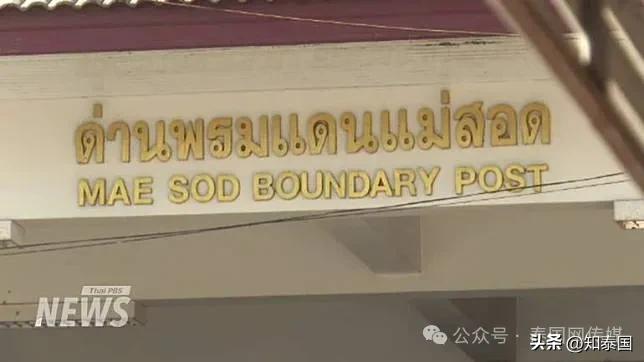 ด่านพรมแดนแม่สอด
MAE SOD BOUNDARY POST
Thai PBS
NEWS
公众号 · 泰国网传媒
头条 @知泰国